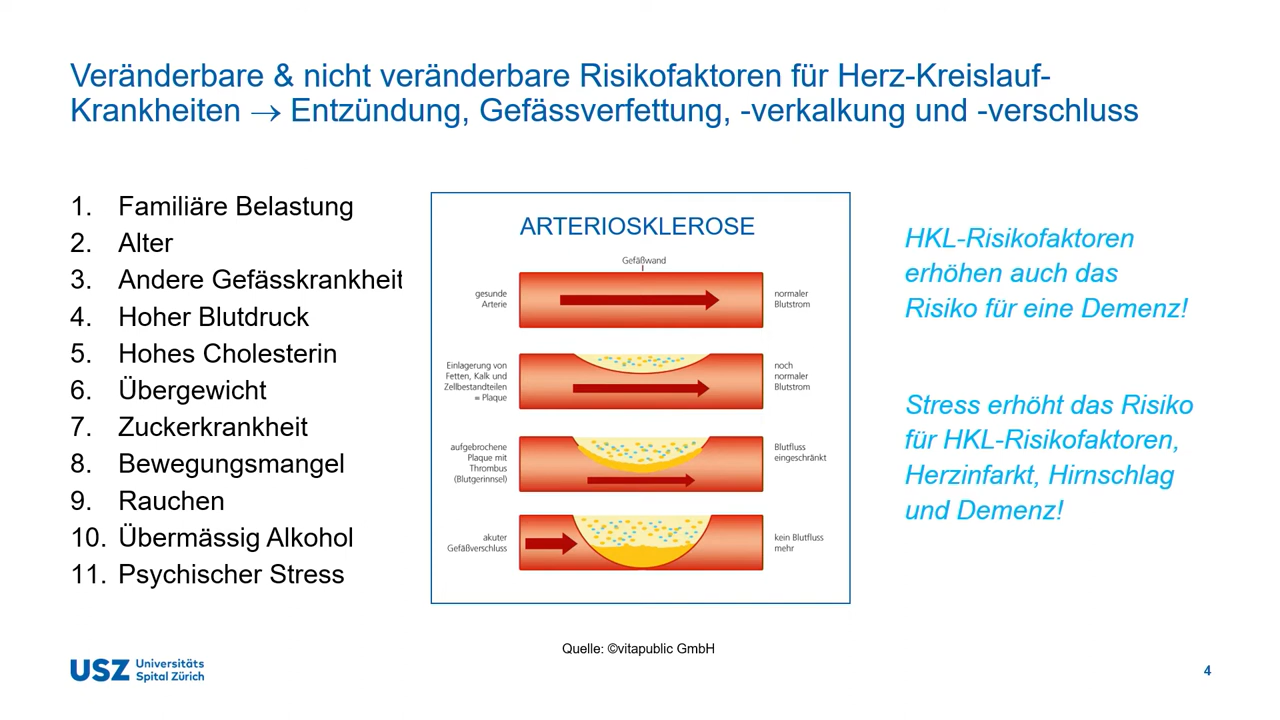 Veränderbare & nicht veränderbare Risikofaktoren für Herz-Kreislauf-
Krankheiten → Entzündung, Gefässverfettung, -verkalkung und -verschluss
1. Familiäre Belastung
2. Alter
3. Andere Gefässkrankheit
4. Hoher Blutdruck
5. Hohes Cholesterin
6. Übergewicht
7. Zuckerkrankheit
8. Bewegungsmangel
9. Rauchen
10. Übermässig Alkohol
11. Psychischer Stress
ARTERIOSKLEROSE
Gefäßwand
gesunde
Arterie
normaler
Blutstrom
Einlagerung von
Fetten, Kalk und
Zellbestandteilen
= Plaque
noch
normaler
Blutstrom
aufgebrochene
Plaque mit
Thrombus
(Blutgerinnsel)
Blutfluss
eingeschränkt
akuter
Gefäßverschluss
kein Blutfluss
mehr
HKL-Risikofaktoren
erhöhen auch das
Risiko für eine Demenz!
Stress erhöht das Risiko
für HKL-Risikofaktoren,
Herzinfarkt, Hirnschlag
und Demenz!
Quelle: ©vitapublic GmbH
USZ Universitäts
Spital Zürich
4